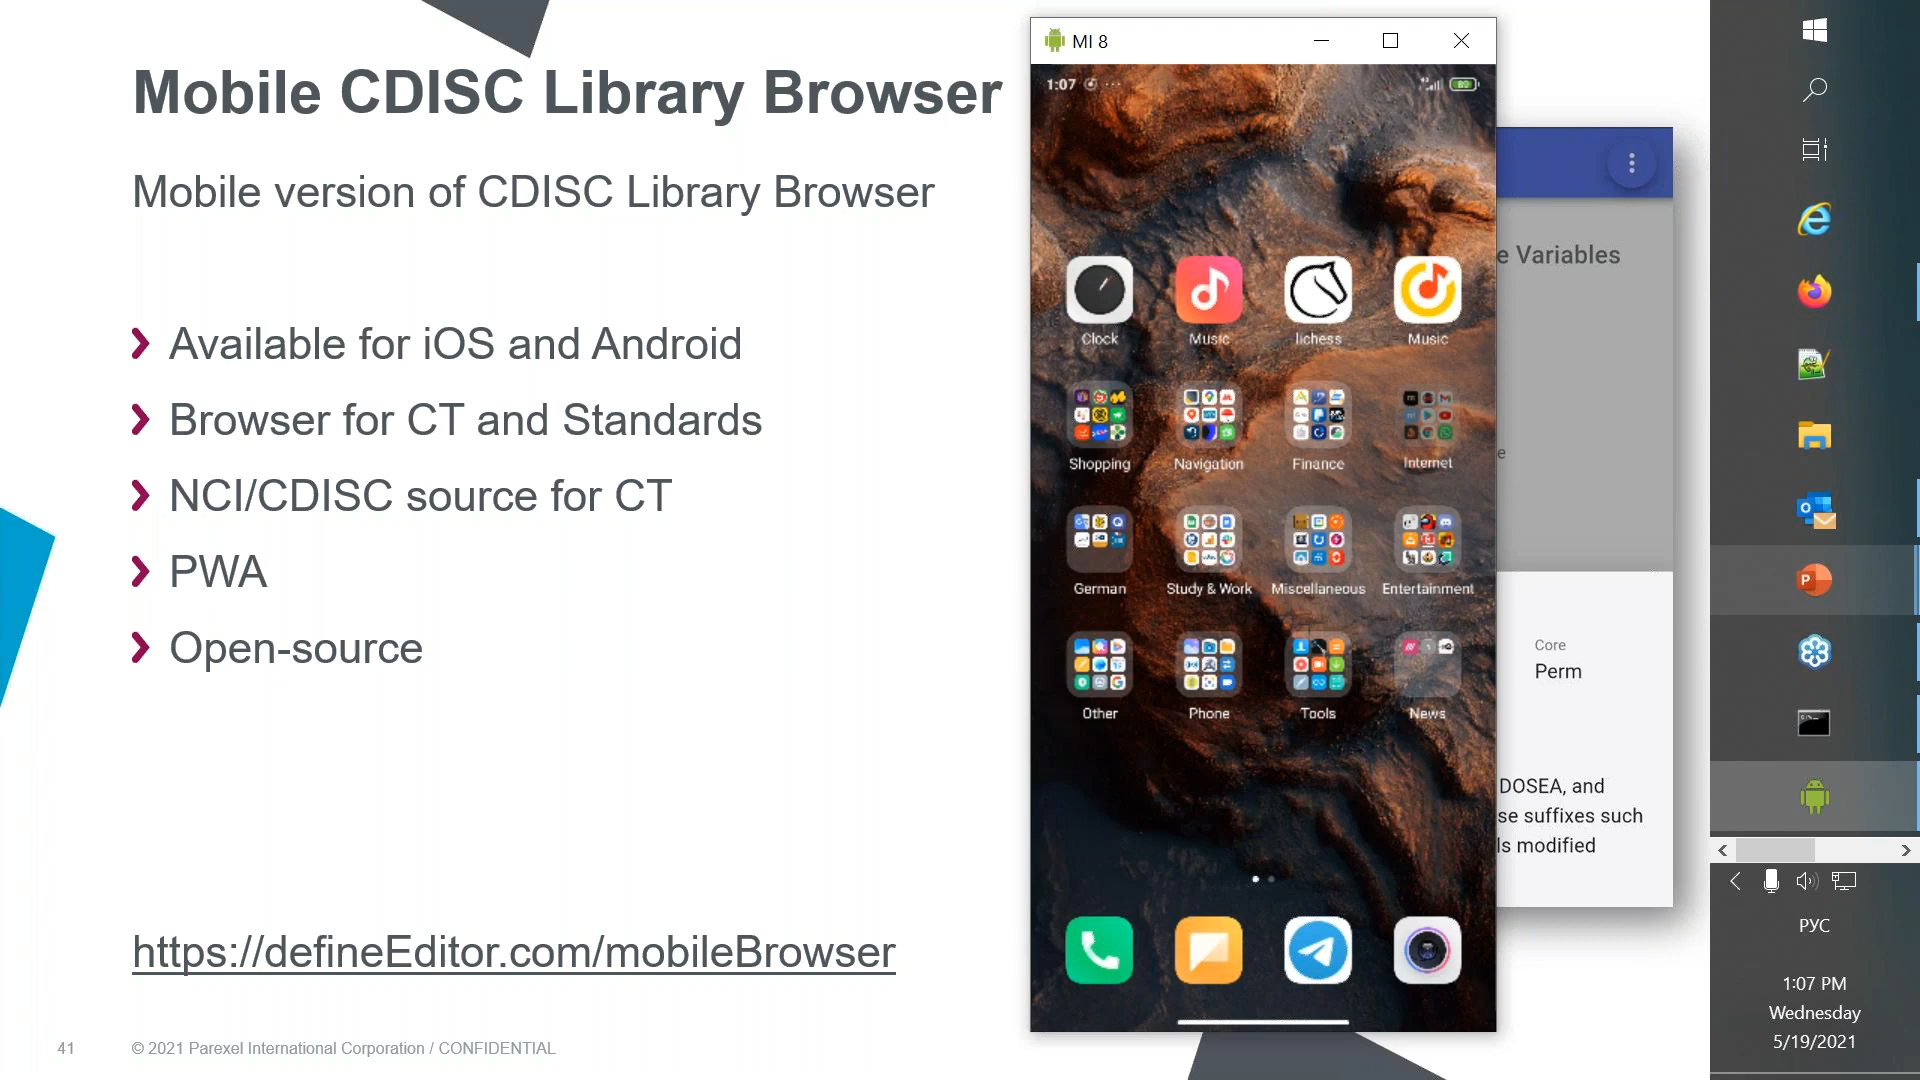 Mobile CDISC Library Browser
Mobile version of CDISC Library Browser
Available for iOS and Android
Browser for CT and Standards
NCI/CDISC source for CT
PWA
Open-source
https://defineEditor.com/mobileBrowser
41
© 2021 Parexel International Corporation / CONFIDENTIAL
MI 8
1:07
80
Clock
Music
lichess
Music
Shopping
Navigation
Finance
Internet
German
Study & Work
Miscellaneous
Entertainment
Other
Phone
Tools
News
e Variables
e
Core
Perm
DOSEA, and
se suffixes such
ls modified
РУС
1:07 PM
Wednesday
5/19/2021